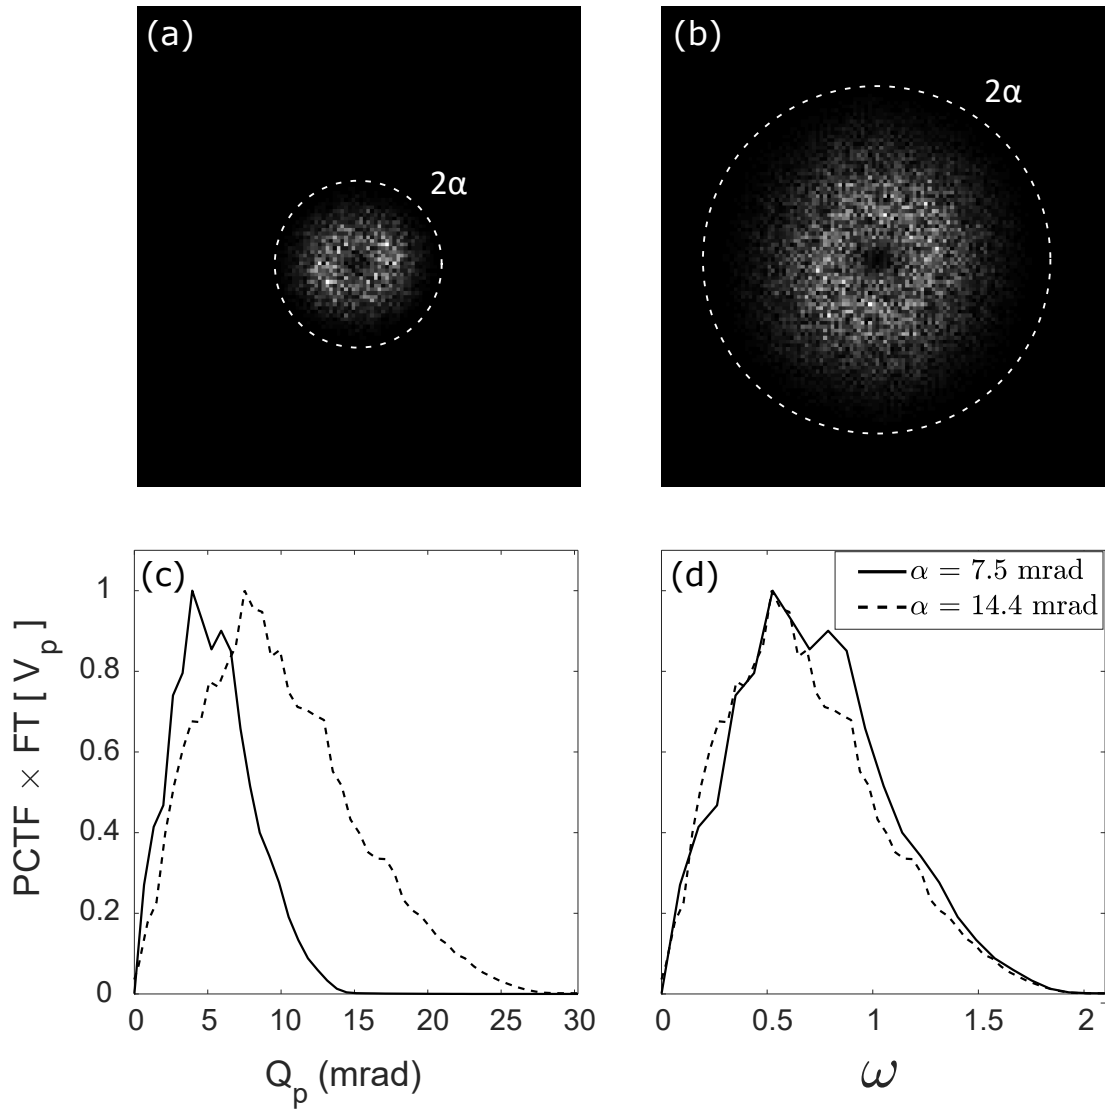 (a)
2α
(b)
2α
(c)
PCTF × FT [ V_p ]
1
0.8
0.6
0.4
0.2
0
0 5 10 15 20 25 30
Q_p (mrad)
(d)
α = 7.5 mrad
α = 14.4 mrad
0 0.5 1 1.5 2
ω